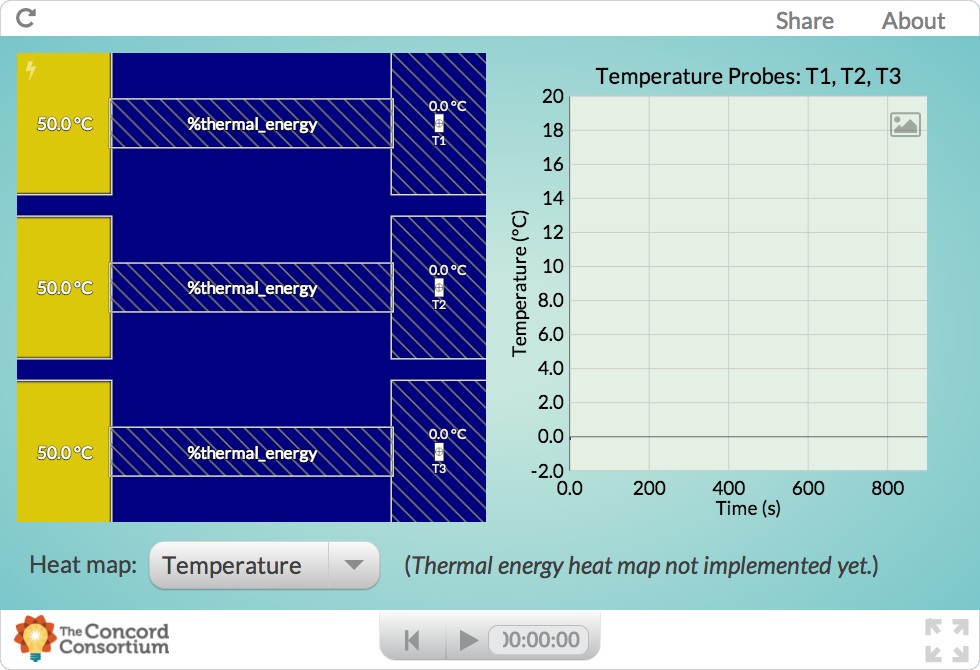 Share About
Temperature Probes: T1, T2, T3
50.0 °C
%thermal_energy
0.0 °C
T1
50.0 °C
%thermal_energy
0.0 °C
T2
50.0 °C
%thermal_energy
0.0 °C
T3
Temperature (°C)
20
18
16
14
12
10
8.0
6.0
4.0
2.0
0.0
-2.0
0.0 200 400 600 800
Time (s)
Heat map: Temperature (Thermal energy heat map not implemented yet.)
The Concord
Consortium
00:00:00